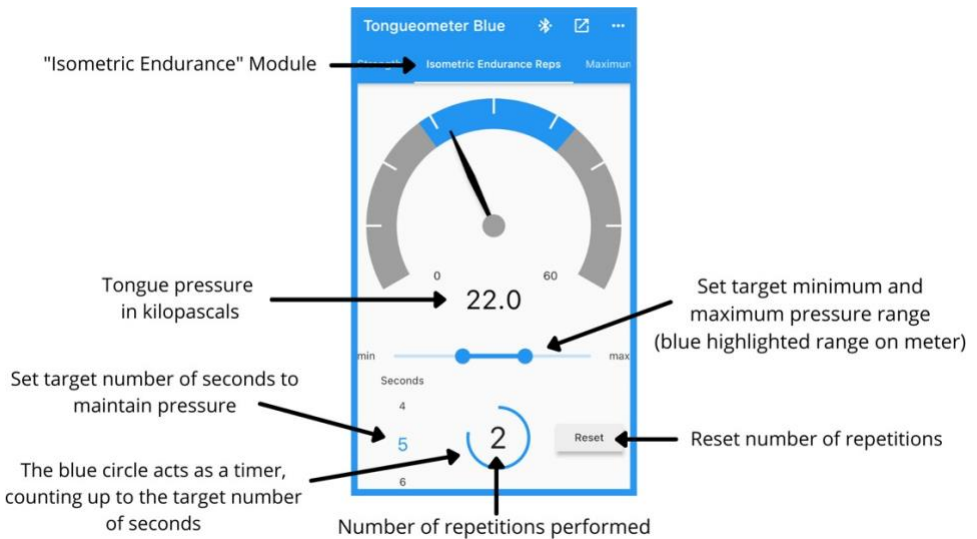 Tongueometer Blue
"Isometric Endurance" Module
Strength Isometric Endurance Reps Maximum
0 60
22.0
Tongue pressure
in kilopascals
Set target minimum and
maximum pressure range
(blue highlighted range on meter)
min max
Seconds
4
5
6
Set target number of seconds to
maintain pressure
2
Reset
Reset number of repetitions
The blue circle acts as a timer,
counting up to the target number
of seconds
Number of repetitions performed